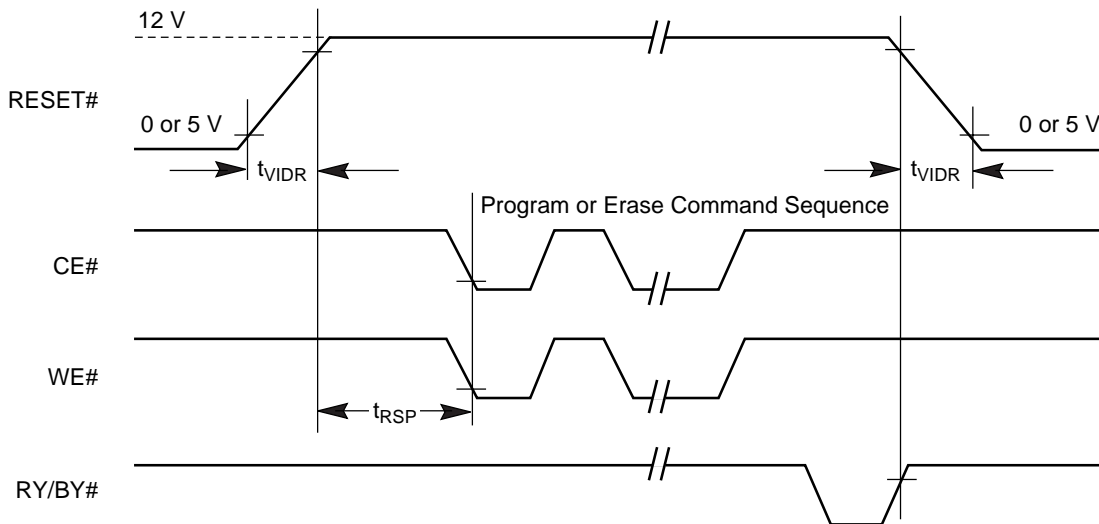 12 V
RESET#
0 or 5 V
0 or 5 V
tVIDR
tVIDR
Program or Erase Command Sequence
CE#
WE#
tRSP
RY/BY#